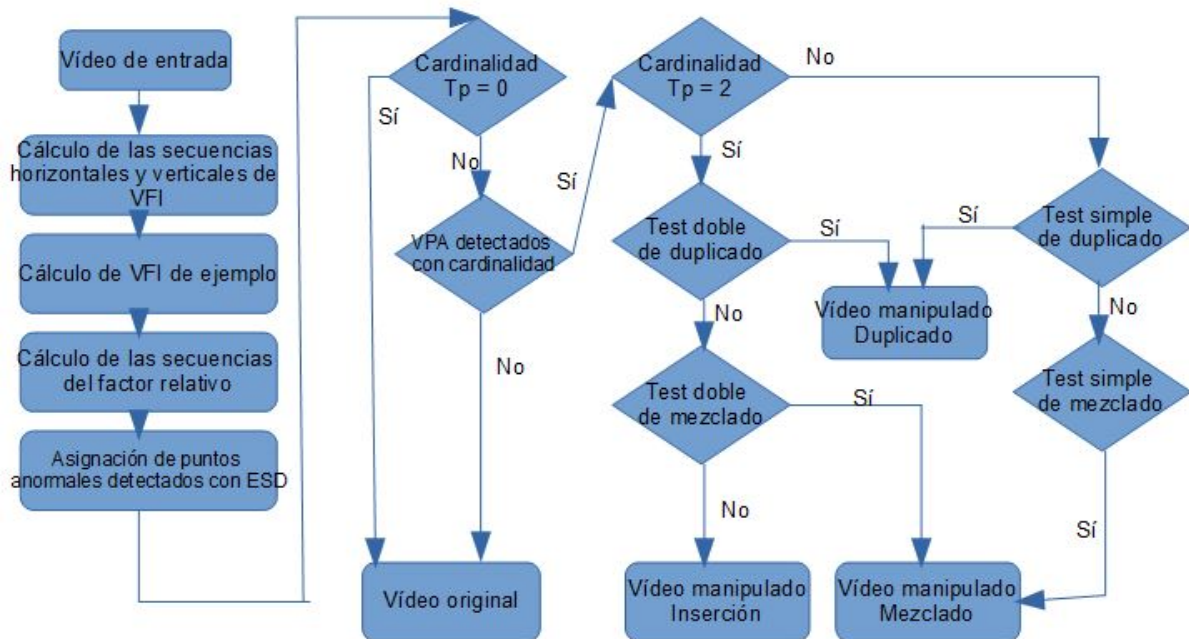 Vídeo de entrada
Cálculo de las secuencias
horizontales y verticales de
VFI
Cálculo de VFI de ejemplo
Cálculo de las secuencias
del factor relativo
Asignación de puntos
anormales detectados con ESD
Cardinalidad
Tp = 0
Sí
No
VPA detectados
con cardinalidad
Sí
No
Vídeo original
Cardinalidad
Tp = 2
No
Sí
Test doble
de duplicado
Sí
No
Test doble
de mezclado
Sí
No
Vídeo manipulado
Inserción
Test simple
de duplicado
Sí
No
Vídeo manipulado
Duplicado
Test simple
de mezclado
Sí
Vídeo manipulado
Mezclado